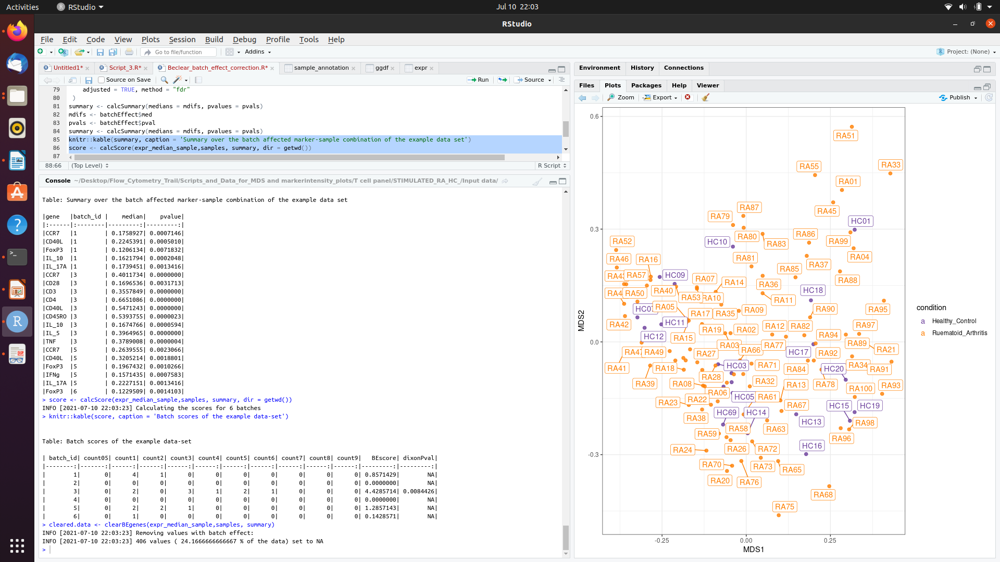 Activities
RStudio
Jul 10 22:03
RStudio
File Edit Code View Plots Session Build Debug Profile Tools Help
Go to file/function
Addins
Project: (None)
Untitled1*
Script_3.R*
Beclear_batch_effect_correction.R*
sample_annotation
ggdf
expr
Source on Save
Run
Source
79 adjusted = TRUE, method = "fdr"
80 )
81 summary <- calcSummary(medians = mdifs, pvalues = pvals)
82 mdifs <- batchEffect$med
83 pvals <- batchEffect$pval
84 summary <- calcSummary(medians = mdifs, pvalues = pvals)
85 knitr::kable(summary, caption = 'Summary over the batch affected marker-sample combination of the example data set')
86 score <- calcScore(expr_median_sample,samples, summary, dir = getwd())
87
88:66 (Top Level) R Script
Console ~/Desktop/Flow_Cytometry_Trail/Scripts_and_Data_for_MDS and markerintensity_plots/T cell panel/STIMULATED_RA_HC_/Input data/
Table: Summary over the batch affected marker-sample combination of the example data set
|gene |batch_id | median| pvalue|
|:------|:--------|---------:|---------:|
|CCR7 |1 | 0.1758927| 0.0007146|
|CD40L |1 | 0.2245391| 0.0005010|
|FoxP3 |1 | 0.1206134| 0.0071832|
|IL_10 |1 | 0.1621794| 0.0002048|
|IL_17A |1 | 0.1739451| 0.0013416|
|CCR7 |3 | 0.4011734| 0.0000000|
|CD28 |3 | 0.1696536| 0.0031713|
|CD3 |3 | 0.3557849| 0.0000000|
|CD4 |3 | 0.6651086| 0.0000000|
|CD40L |3 | 0.5471243| 0.0000000|
|CD45RO |3 | 0.5393755| 0.0000023|
|IL_10 |3 | 0.1674766| 0.0000594|
|IL_5 |3 | 0.3964965| 0.0000000|
|TNF |3 | 0.3789008| 0.0000004|
|CCR7 |5 | 0.2639555| 0.0023066|
|CD40L |5 | 0.3205214| 0.0018801|
|FoxP3 |5 | 0.1967432| 0.0010266|
|IFNg |5 | 0.1571435| 0.0007583|
|IL_17A |5 | 0.2227151| 0.0013416|
|FoxP3 |6 | 0.1229509| 0.0014103|
> score <- calcScore(expr_median_sample,samples, summary, dir = getwd())
INFO [2021-07-10 22:03:23] Calculating the scores for 6 batches
> knitr::kable(score, caption = 'Batch scores of the example data-set')
Table: Batch scores of the example data-set
| batch_id| count05| count1| count2| count3| count4| count5| count6| count7| count8| count9| BEscore| dixonPval|
|--------:|-------:|------:|------:|------:|------:|------:|------:|------:|------:|------:|---------:|---------:|
| 1| 0| 4| 1| 0| 0| 0| 0| 0| 0| 0| 0.8571429| NA|
| 2| 0| 0| 0| 0| 0| 0| 0| 0| 0| 0| 0.0000000| NA|
| 3| 0| 2| 0| 3| 1| 2| 1| 0| 0| 0| 4.4285714| 0.0084426|
| 4| 0| 0| 0| 0| 0| 0| 0| 0| 0| 0| 0.0000000| NA|
| 5| 0| 2| 2| 1| 0| 0| 0| 0| 0| 0| 1.2857143| NA|
| 6| 0| 1| 0| 0| 0| 0| 0| 0| 0| 0| 0.1428571| NA|
> cleared.data <- clearBEgenes(expr_median_sample,samples, summary)
INFO [2021-07-10 22:03:23] Removing values with batch effect:
INFO [2021-07-10 22:03:23] 406 values ( 24.1666666666667 % of the data) set to NA
>
Environment History Connections
Files Plots Packages Help Viewer
Zoom Export Publish
0.6
0.3
0.0
-0.3
MDS2
RA51
RA55 RA33
RA01
RA87
RA79 RA45
HC01
RA80 RA86
RA52 HC10 RA83 RA99
RA46 RA16 RA81 RA04
RA37
RA85
RA57 HC09 RA07 RA88
RA14 RA36
RA50 RA40 HC18
RA53 RA10 RA11
RA05 RA90 RA95
RA17 RA35 RA09
RA42 HC11 RA12 RA82 RA97
RA19 RA02
HC12 RA15 RA94
RA03 RA77 RA89
RA49 RA27 RA66 HC17 RA92 RA21
RA41 RA18 HC03 RA71 RA84 HC20 RA34 RA91
RA39 RA08 RA28 RA32 RA13 RA78 RA100 RA93
RA06
RA23 RA22 HC05 RA61 RA67 HC15 HC19
RA38 HC69 HC14 HC13 RA98
RA59 RA58 RA63 RA96
RA24 RA26 RA72 HC16
RA70 RA73 RA65
RA20 RA76
RA68
RA75
-0.25 0.00 0.25
MDS1
condition
a Healthy_Control
a Ruematoid_Arthritis